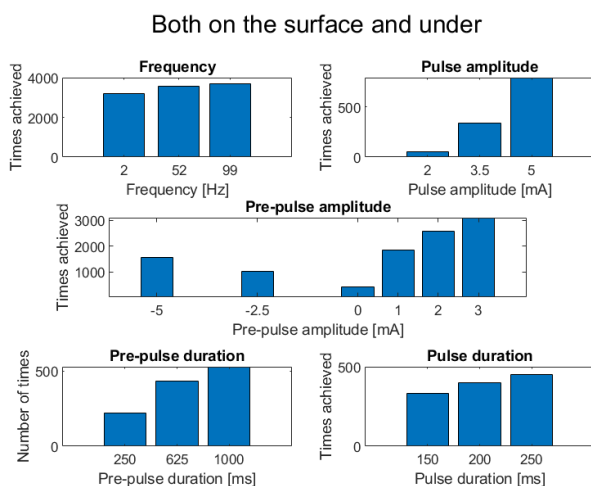 Both on the surface and under
Frequency
Times achieved
4000
2000
0
2
52
99
Frequency [Hz]
Pulse amplitude
Times achieved
500
0
2
3.5
5
Pulse amplitude [mA]
Pre-pulse amplitude
Times achieved
3000
2000
1000
-5
-2.5
0
1
2
3
Pre-pulse amplitude [mA]
Pre-pulse duration
Number of times
500
0
250
625
1000
Pre-pulse duration [ms]
Pulse duration
Times achieved
500
0
150
200
250
Pulse duration [ms]